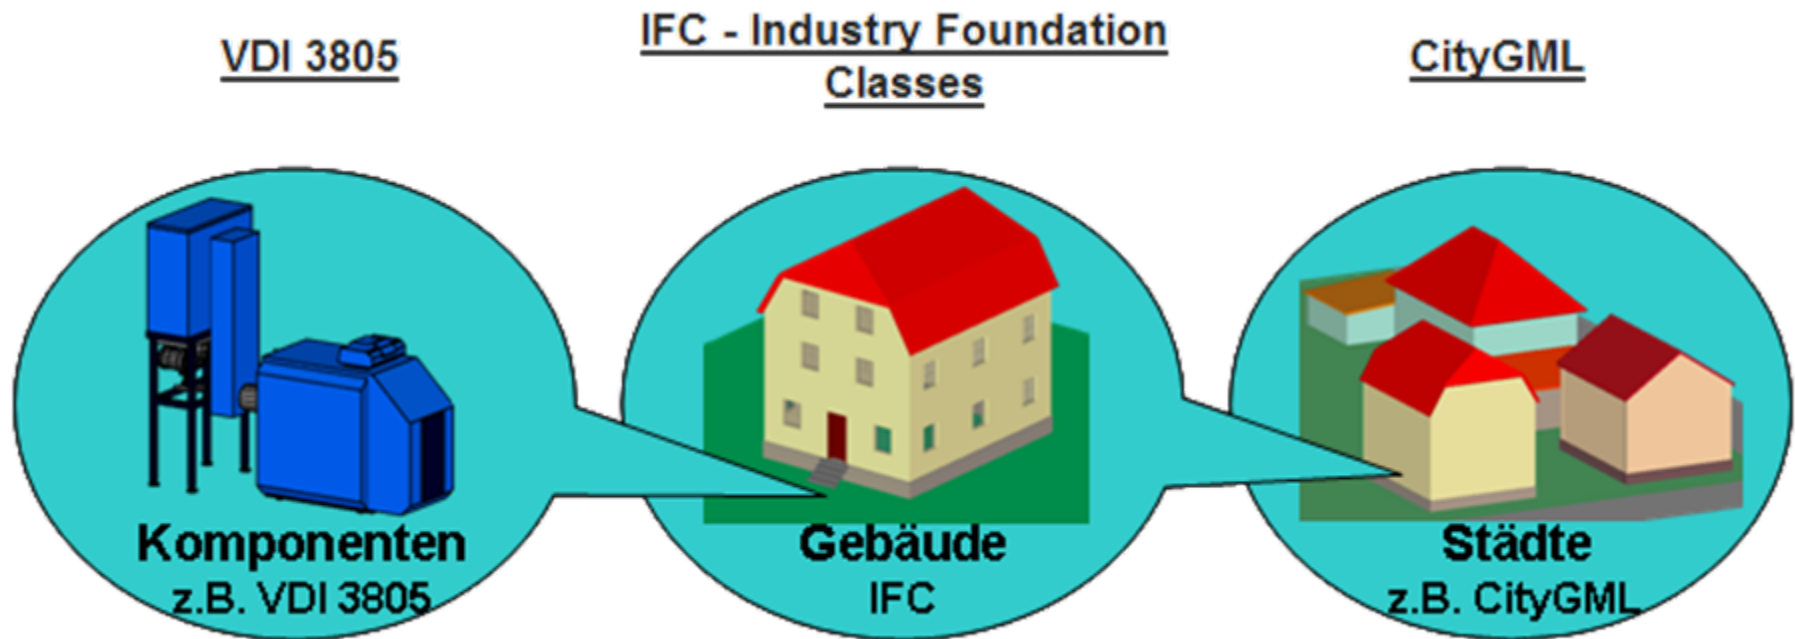 VDI 3805
IFC - Industry Foundation
Classes
CityGML
Komponenten
z.B. VDI 3805
Gebäude
IFC
Städte
z.B. CityGML